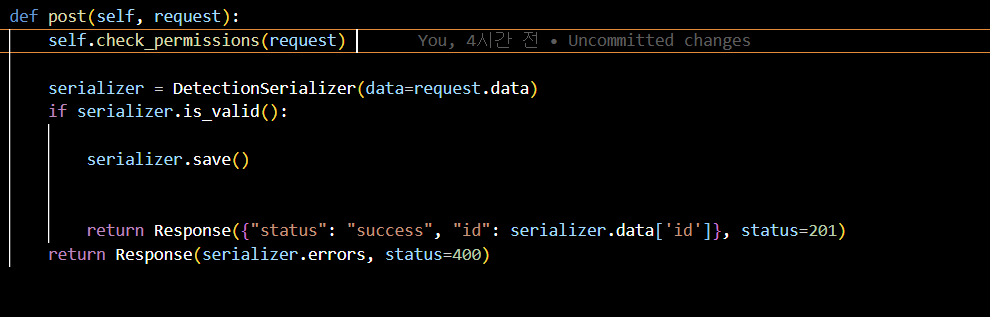 def post(self, request):
    self.check_permissions(request)        You, 4시간 전 • Uncommitted changes
    serializer = DetectionSerializer(data=request.data)
    if serializer.is_valid():
        serializer.save()
        return Response({"status": "success", "id": serializer.data['id']}, status=201)
    return Response(serializer.errors, status=400)